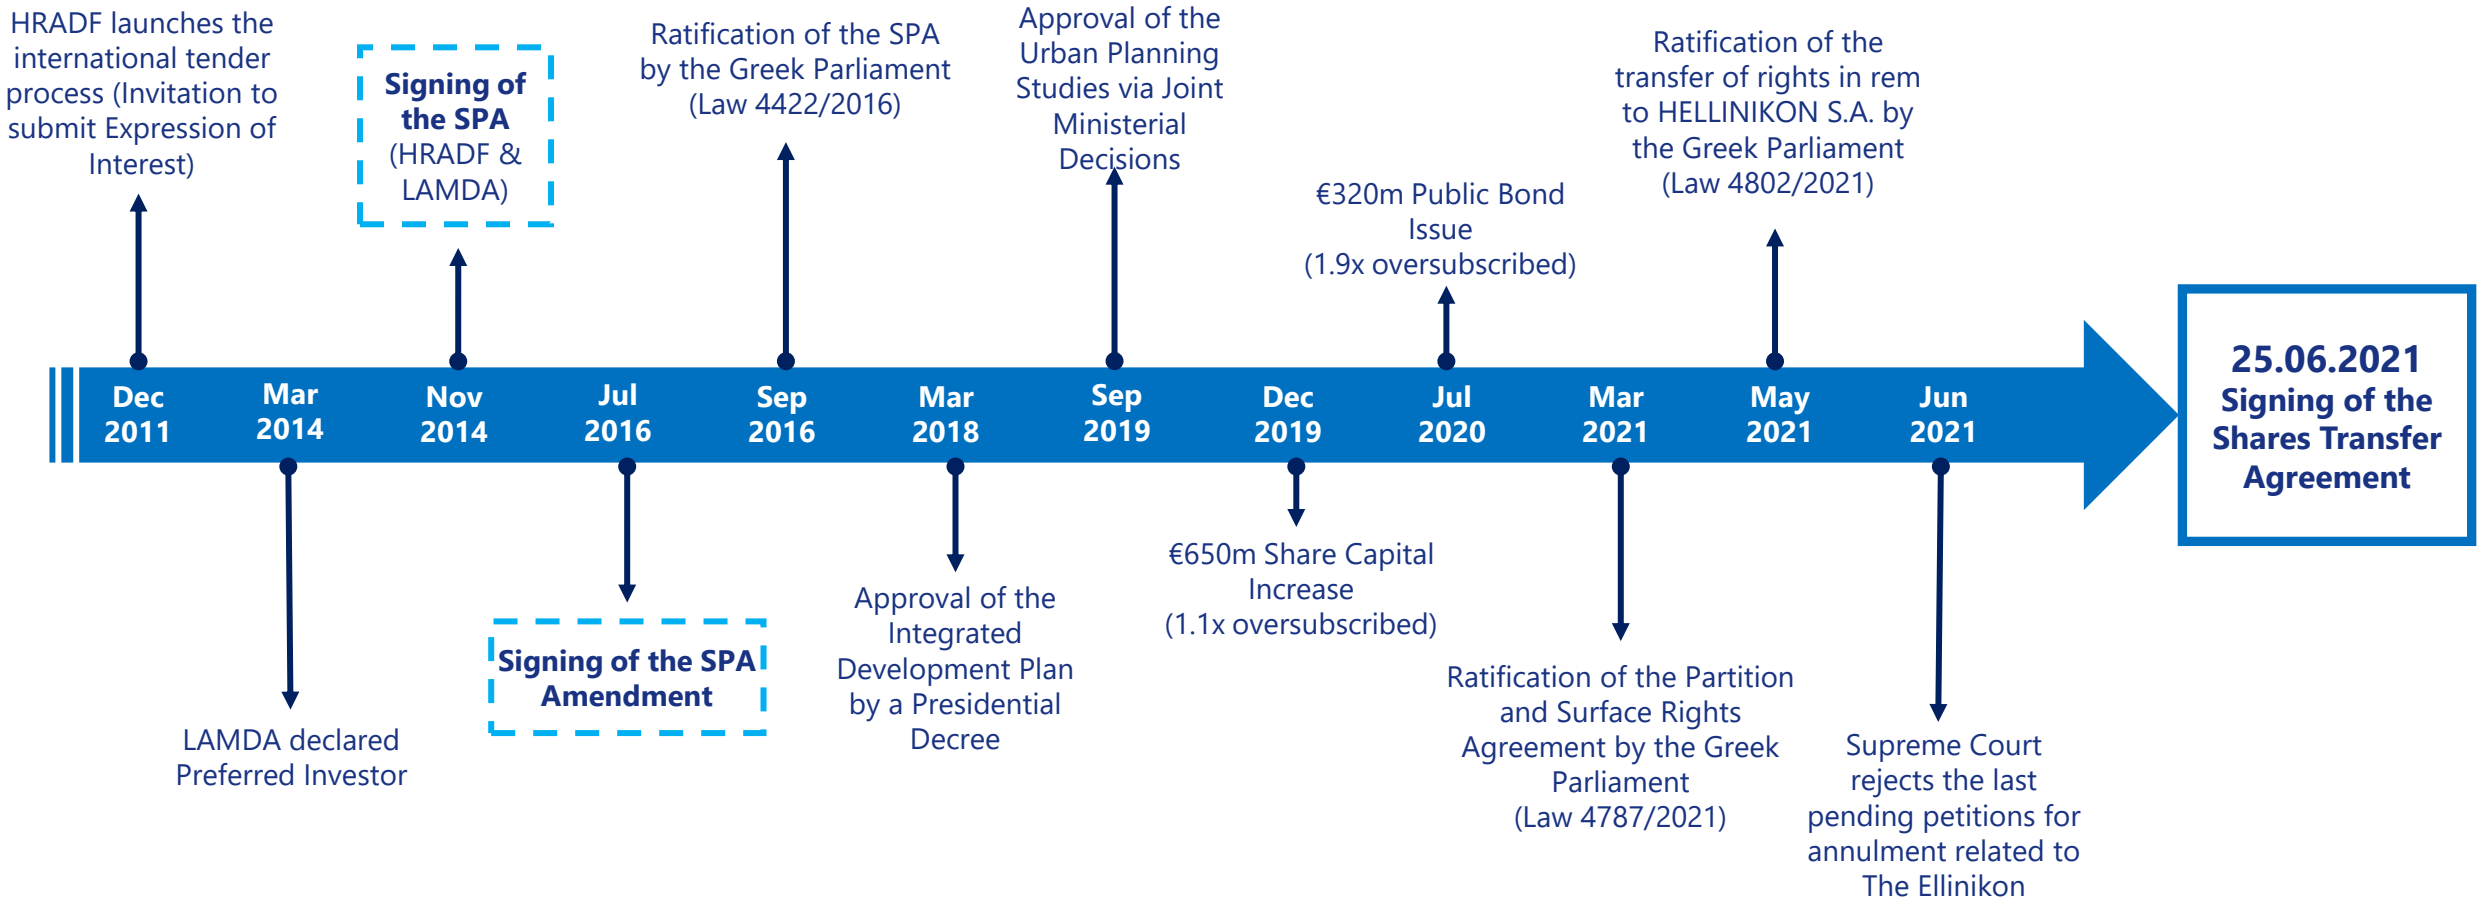 HRADF launches the
international tender
process (Invitation to
submit Expression of
Interest)
Signing of
the SPA
(HRADF &
LAMDA)
Ratification of the SPA
by the Greek Parliament
(Law 4422/2016)
Approval of the
Urban Planning
Studies via Joint
Ministerial
Decisions
€320m Public Bond
Issue
(1.9x oversubscribed)
Ratification of the
transfer of rights in rem
to HELLINIKON S.A. by
the Greek Parliament
(Law 4802/2021)
Dec
2011
Mar
2014
Nov
2014
Jul
2016
Sep
2016
Mar
2018
Sep
2019
Dec
2019
Jul
2020
Mar
2021
May
2021
Jun
2021
25.06.2021
Signing of the
Shares Transfer
Agreement
LAMDA declared
Preferred Investor
Signing of the SPA
Amendment
Approval of the
Integrated
Development Plan
by a Presidential
Decree
€650m Share Capital
Increase
(1.1x oversubscribed)
Ratification of the Partition
and Surface Rights
Agreement by the Greek
Parliament
(Law 4787/2021)
Supreme Court
rejects the last
pending petitions for
annulment related to
The Ellinikon